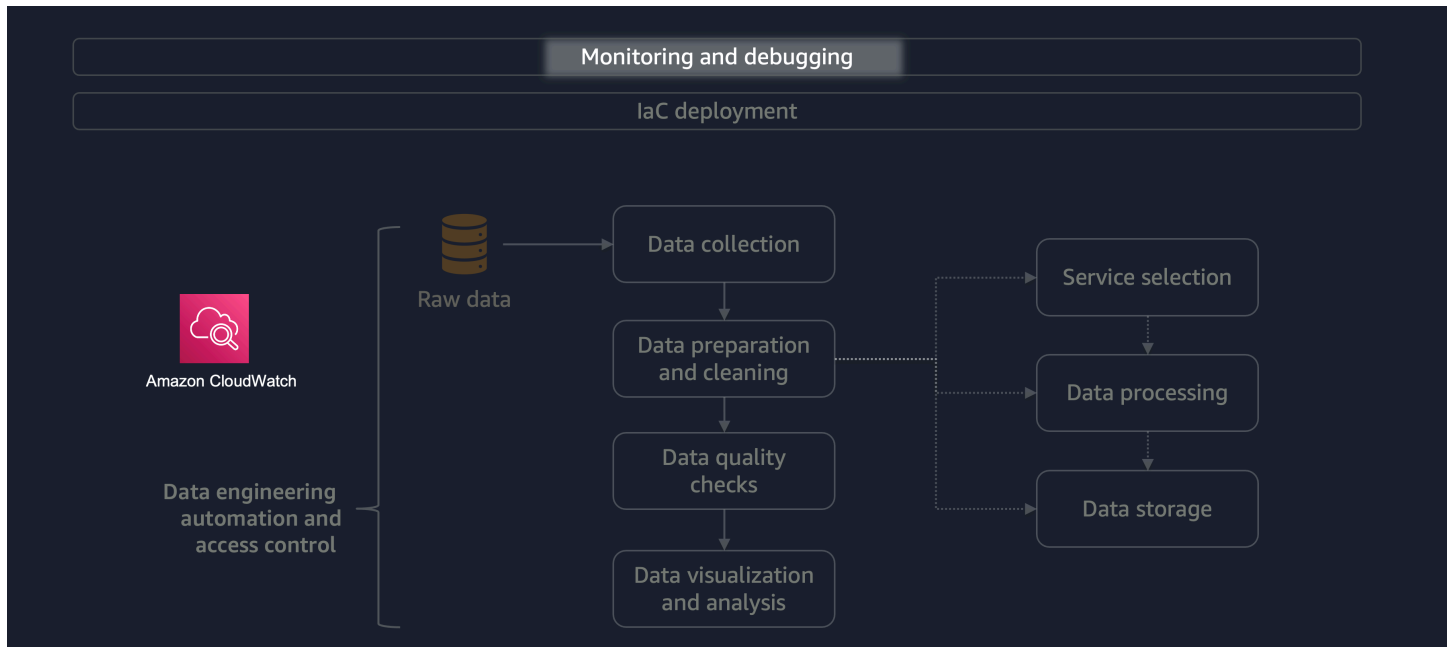 Monitoring and debugging
IaC deployment
Raw data
Data collection
Data preparation
and cleaning
Data quality
checks
Data visualization
and analysis
Service selection
Data processing
Data storage
Amazon CloudWatch
Data engineering
automation and
access control